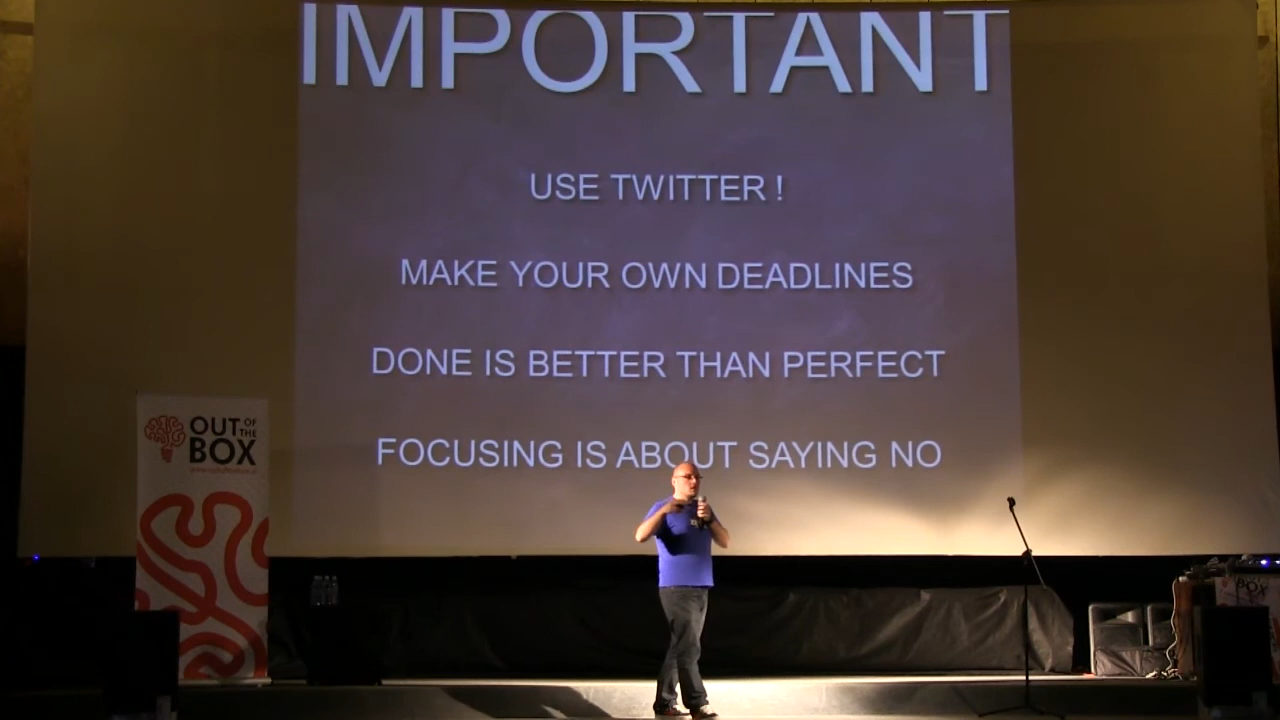 IMPORTANT
USE TWITTER !
MAKE YOUR OWN DEADLINES
DONE IS BETTER THAN PERFECT
FOCUSING IS ABOUT SAYING NO
OUT OF THE
BOX
BOX